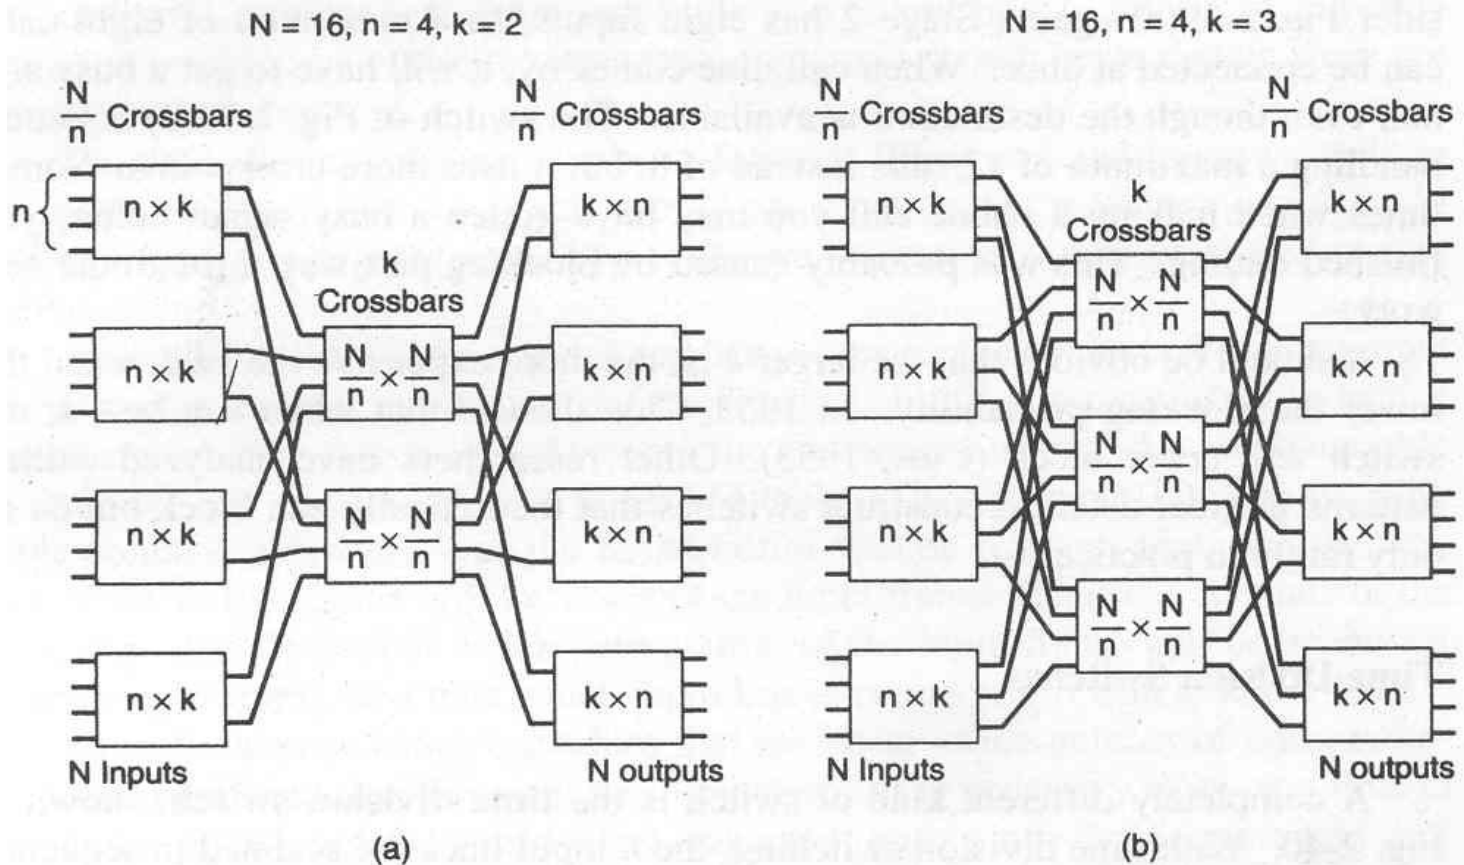 N = 16, n = 4, k = 2
N/n Crossbars
N/n Crossbars
n
n × k
k × n
k
Crossbars
n × k
N/n × N/n
k × n
n × k
N/n × N/n
k × n
n × k
k × n
N Inputs
N outputs
(a)
N = 16, n = 4, k = 3
N/n Crossbars
N/n Crossbars
n × k
k
Crossbars
k × n
N/n × N/n
n × k
k × n
N/n × N/n
n × k
k × n
N/n × N/n
n × k
k × n
N Inputs
N outputs
(b)